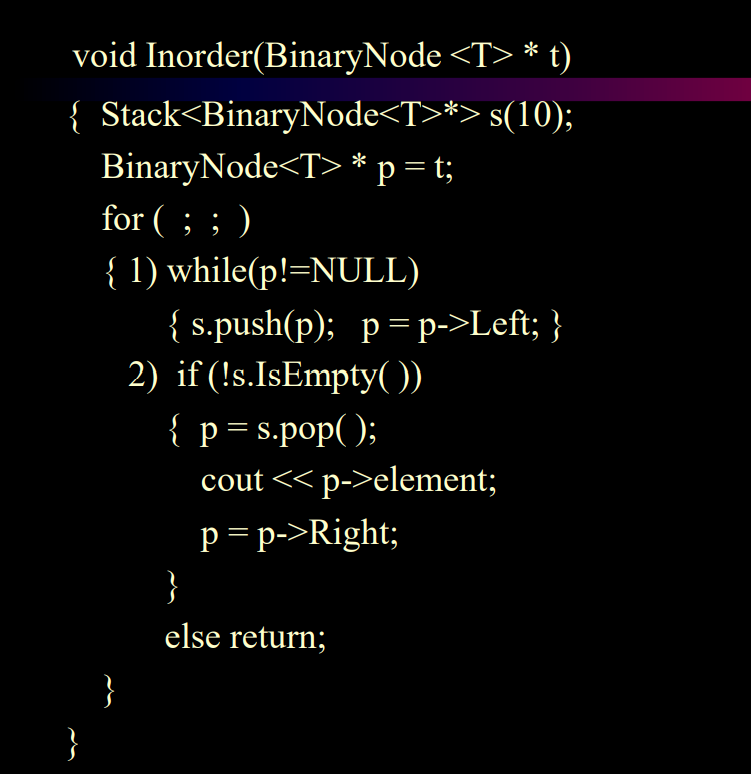 void Inorder(BinaryNode <T> * t)
{ Stack<BinaryNode<T>*> s(10);
BinaryNode<T> * p = t;
for ( ; ; )
{ 1) while(p!=NULL)
{ s.push(p); p = p->Left; }
2) if (!s.IsEmpty( ))
{ p = s.pop( );
cout << p->element;
p = p->Right;
}
else return;
}
}